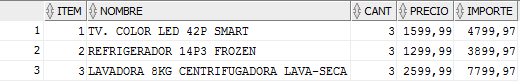 ITEM NOMBRE CANT PRECIO IMPORTE
1 1 TV. COLOR LED 42P SMART 3 1599,99 4799,97
2 2 REFRIGERADOR 14P3 FROZEN 3 1299,99 3899,97
3 3 LAVADORA 8KG CENTRIFUGADORA LAVA-SECA 3 2599,99 7799,97